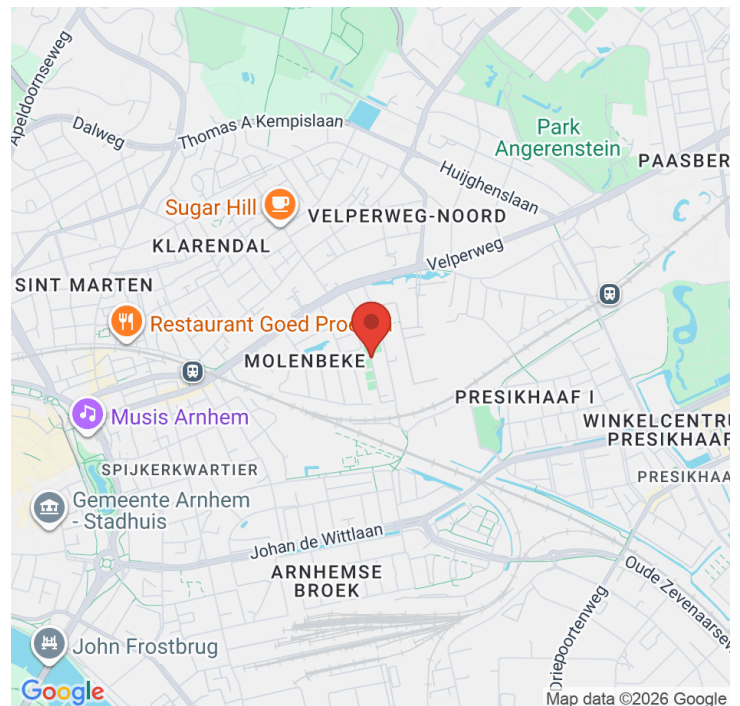 Apeldoornseweg
Dalweg
Thomas A Kempislaan
Park
Angerenstein
Huijghenslaan
PAASBER
Sugar Hill
VELPERWEG-NOORD
KLARENDAL
Velperweg
SINT MARTEN
Restaurant Goed Pro
MOLENBEKE
PRESIKHAAF I
Musis Arnhem
WINKELCENTRU
PRESIKHAAF
SPIJKERKWARTIER
PRESIKHAA
Gemeente Arnhem
- Stadhuis
Johan de Wittlaan
ARNHEMSE
BROEK
Oude Zevenaarsew
Driepoortenweg
John Frostbrug
Google
Map data ©2026 Google